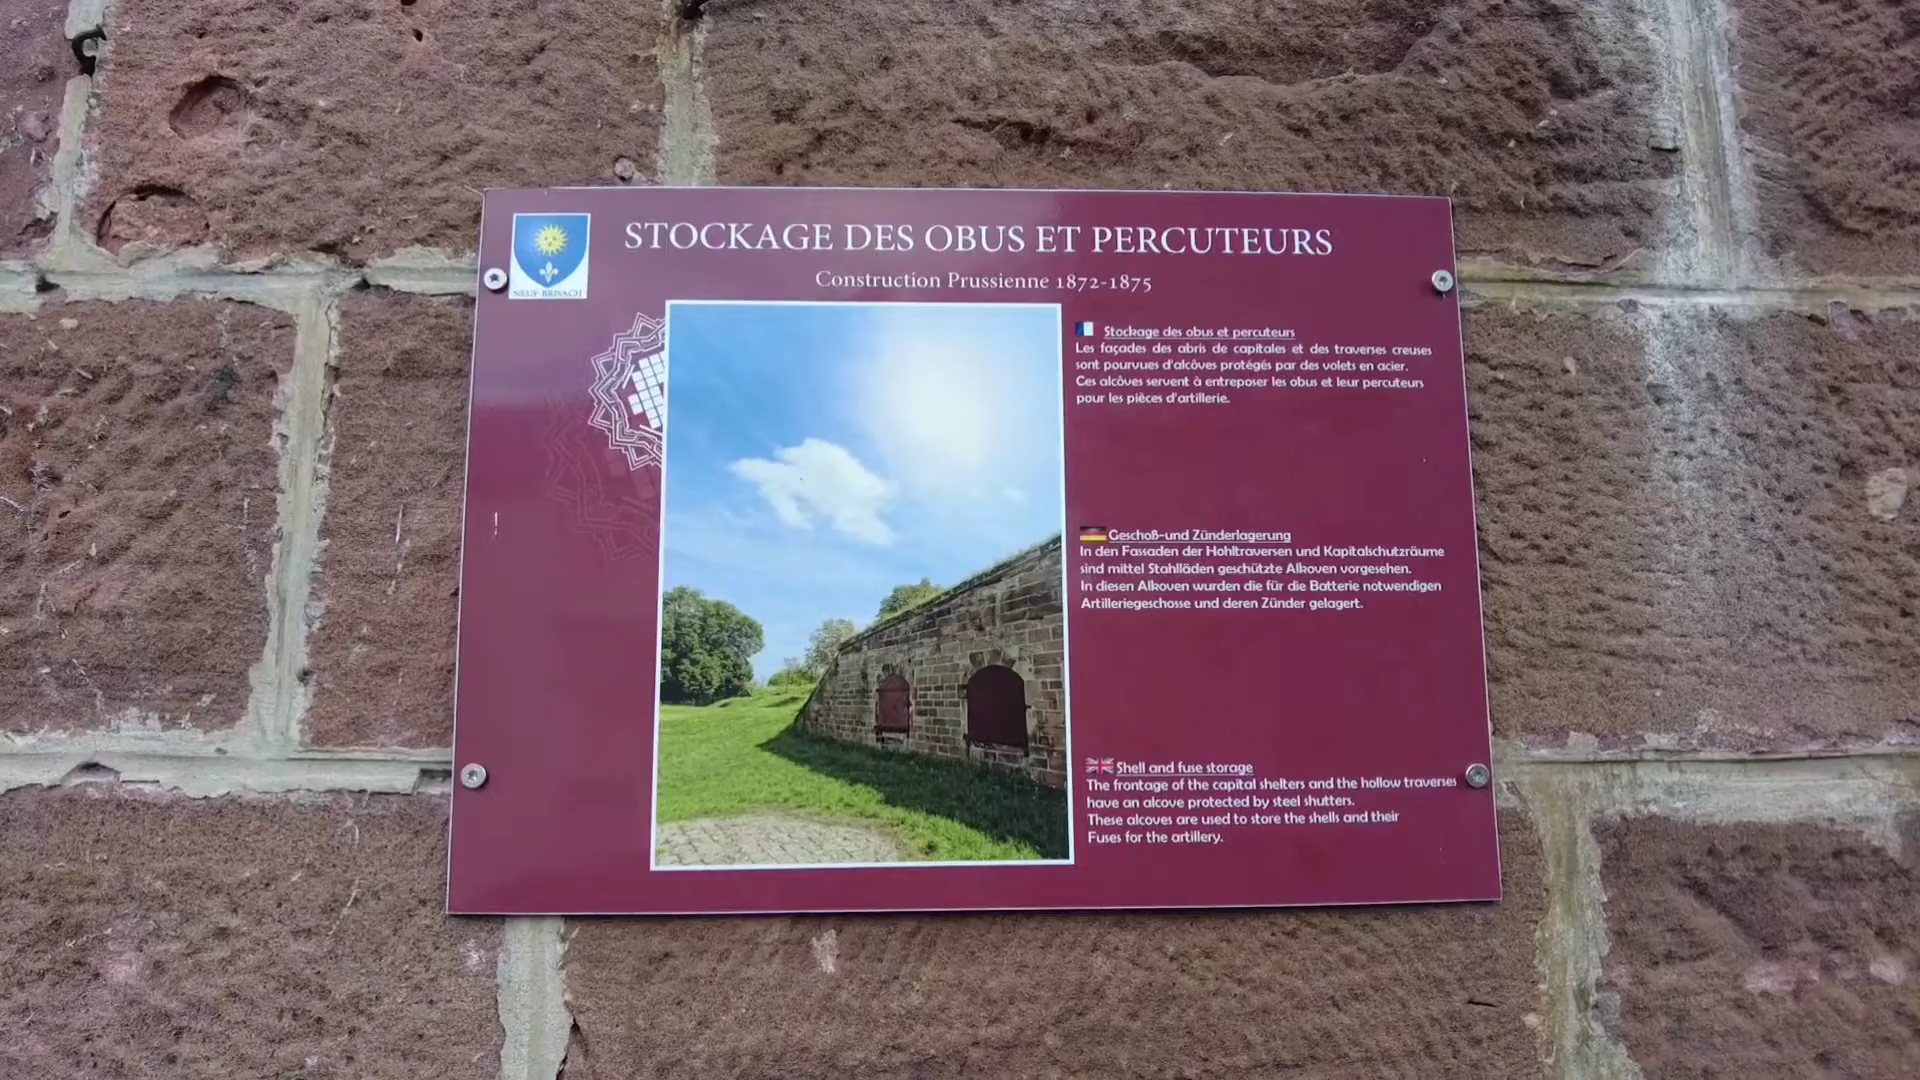 STOCKAGE DES OBUS ET PERCUTEURS
Construction Prussienne 1872-1875
NEUF-BRISACH
Stockage des obus et percuteurs
Les façades des abris de capitales et des traverses creuses
sont pourvues d'alcôves protégés par des volets en acier.
Ces alcôves servent à entreposer les obus et leur percuteurs
pour les pièces d'artillerie.
Geschoß-und Zünderlagerung
In den Fassaden der Hohltraversen und Kapitalschutzräume
sind mittel Stahlläden geschützte Alkoven vorgesehen.
In diesen Alkoven wurden die für die Batterie notwendigen
Artilleriegeschosse und deren Zünder gelagert.
Shell and fuse storage
The frontage of the capital shelters and the hollow traverses
have an alcove protected by steel shutters.
These alcoves are used to store the shells and their
Fuses for the artillery.